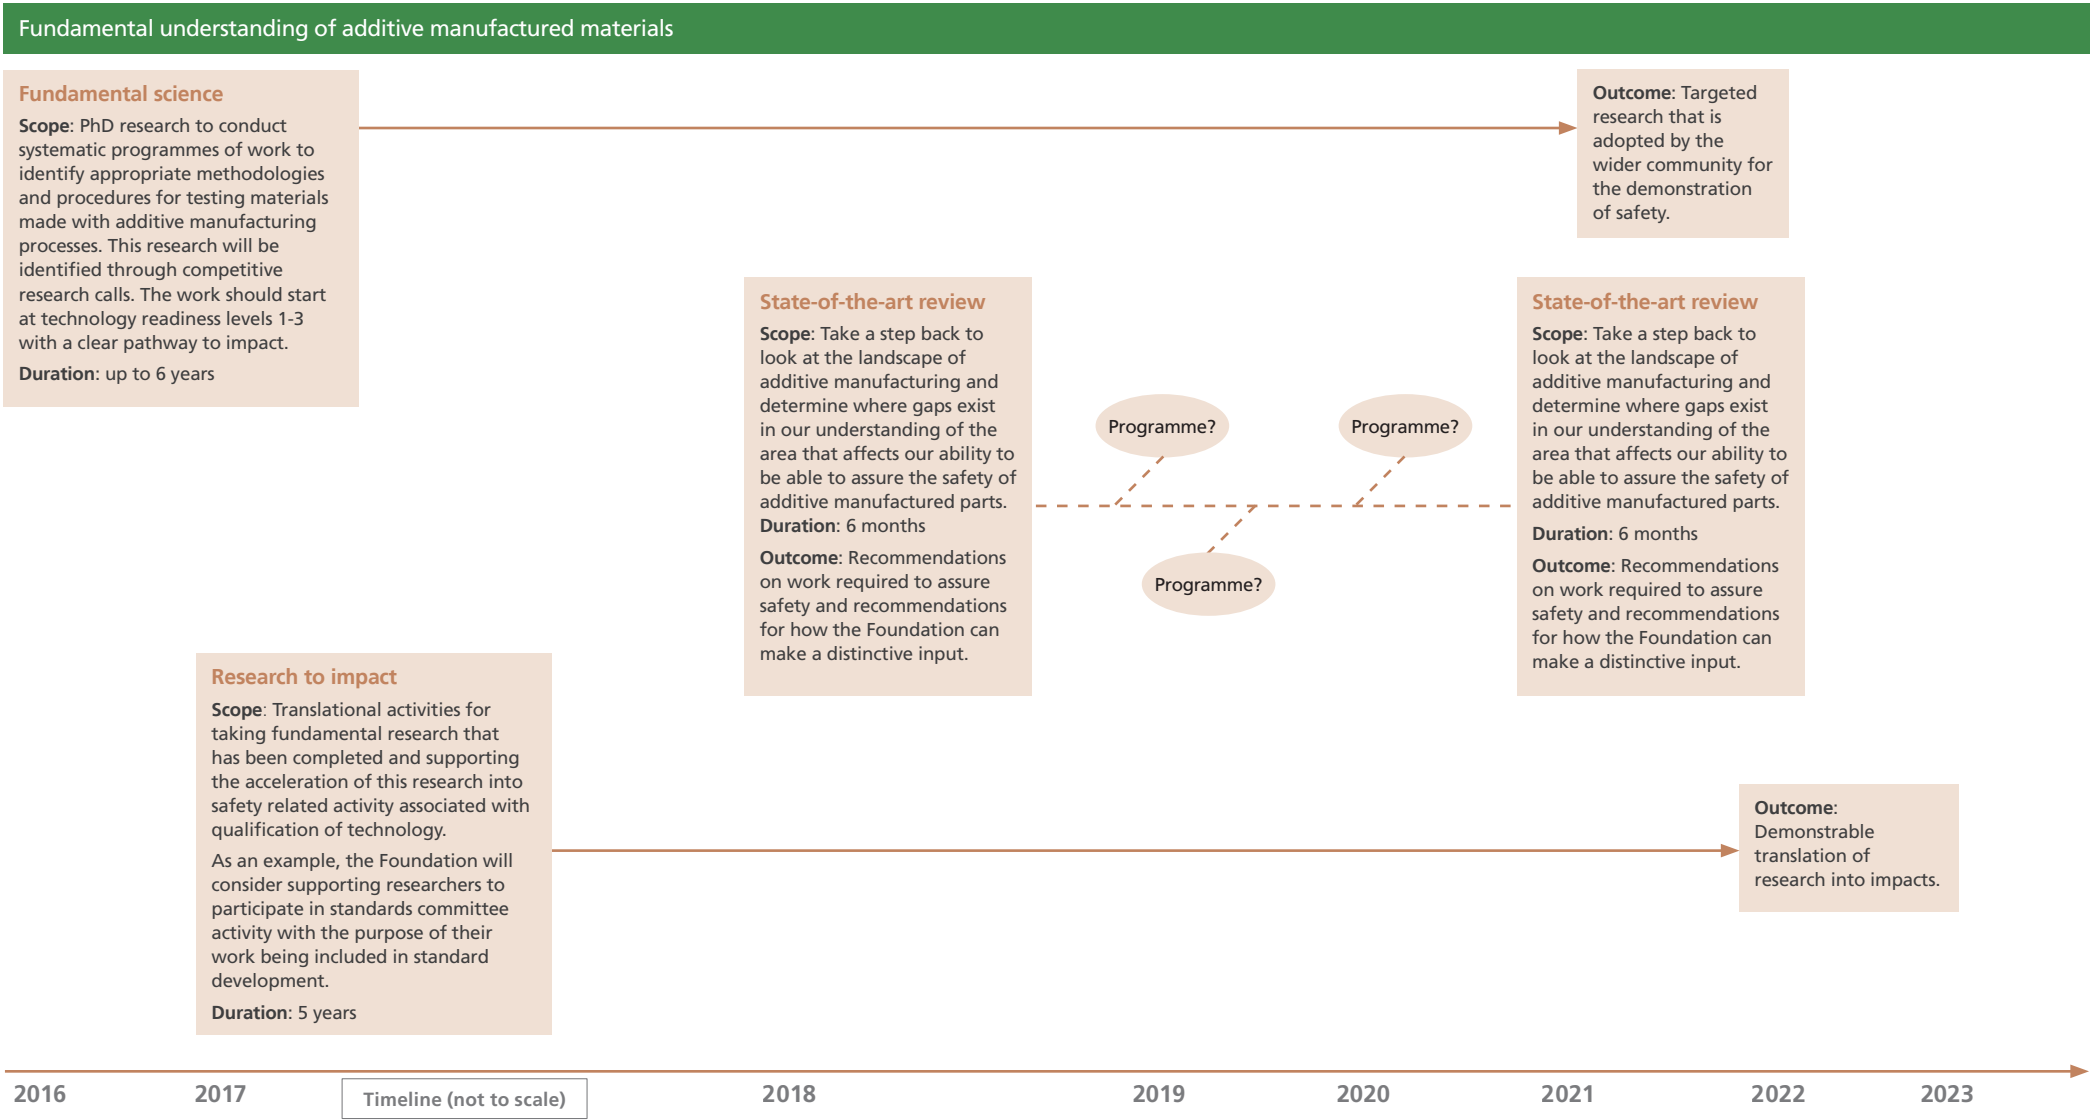 Fundamental understanding of additive manufactured materials
Fundamental science
Scope: PhD research to conduct
systematic programmes of work to
identify appropriate methodologies
and procedures for testing materials
made with additive manufacturing
processes. This research will be
identified through competitive
research calls. The work should start
at technology readiness levels 1-3
with a clear pathway to impact.
Duration: up to 6 years
Outcome: Targeted
research that is
adopted by the
wider community for
the demonstration
of safety.
State-of-the-art review
Scope: Take a step back to
look at the landscape of
additive manufacturing and
determine where gaps exist
in our understanding of the
area that affects our ability to
be able to assure the safety of
additive manufactured parts.
Duration: 6 months
Outcome: Recommendations
on work required to assure
safety and recommendations
for how the Foundation can
make a distinctive input.
Programme?
Programme?
Programme?
State-of-the-art review
Scope: Take a step back to
look at the landscape of
additive manufacturing and
determine where gaps exist
in our understanding of the
area that affects our ability to
be able to assure the safety of
additive manufactured parts.
Duration: 6 months
Outcome: Recommendations
on work required to assure
safety and recommendations
for how the Foundation can
make a distinctive input.
Research to impact
Scope: Translational activities for
taking fundamental research that
has been completed and supporting
the acceleration of this research into
safety related activity associated with
qualification of technology.
As an example, the Foundation will
consider supporting researchers to
participate in standards committee
activity with the purpose of their
work being included in standard
development.
Duration: 5 years
Outcome:
Demonstrable
translation of
research into impacts.
2016 2017 Timeline (not to scale) 2018 2019 2020 2021 2022 2023